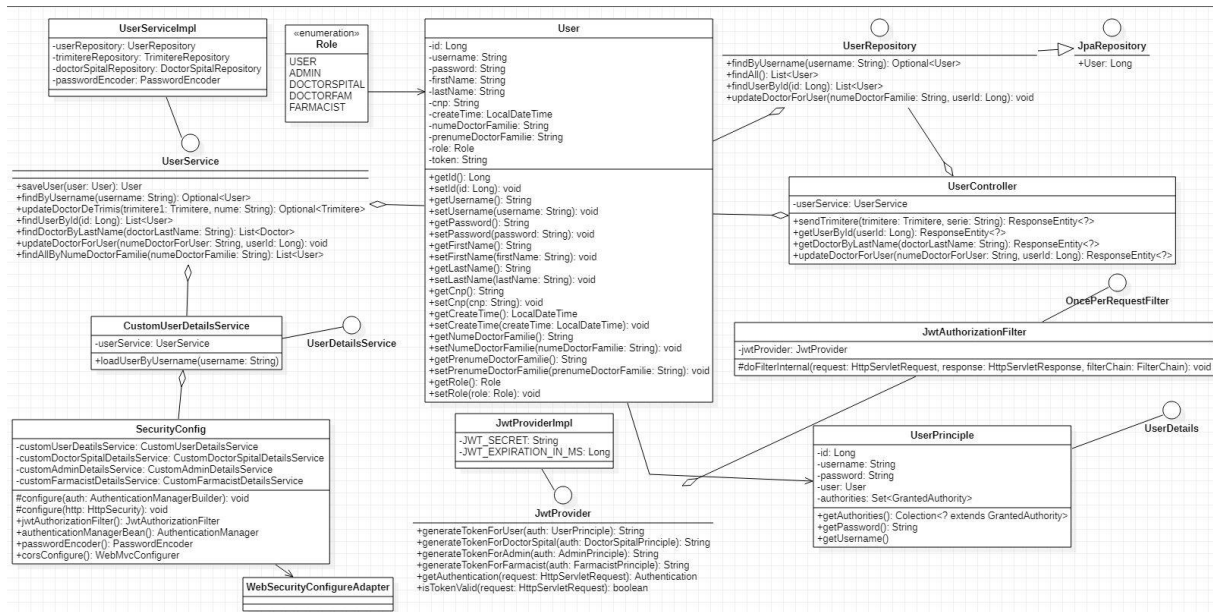 UserServiceImpl
-userRepository: UserRepository
-trimitereRepository: TrimitereRepository
-doctorSpitalRepository: DoctorSpitalRepository
-passwordEncoder: PasswordEncoder
«enumeration»
Role
USER
ADMIN
DOCTORSPITAL
DOCTORFAM
FARMACIST
User
-id: Long
-username: String
-password: String
-firstName: String
-lastName: String
-cnp: String
-createTime: LocalDateTime
-numeDoctorFamilie: String
-prenumeDoctorFamilie: String
-role: Role
-token: String
+getId(): Long
+setId(id: Long): void
+getUsername(): String
+setUsername(username: String): void
+getPassword(): String
+setPassword(password: String): void
+getFirstName(): String
+setFirstName(firstName: String): void
+getLastName(): String
+setLastName(lastName: String): void
+getCnp(): String
+setCnp(cnp: String): void
+getCreateTime(): LocalDateTime
+setCreateTime(createTime: LocalDateTime): void
+getNumeDoctorFamilie(): String
+setNumeDoctorFamilie(numeDoctorFamilie: String): void
+getPrenumeDoctorFamilie(): String
+setPrenumeDoctorFamilie(prenumeDoctorFamilie: String): void
+getRole(): Role
+setRole(role: Role): void
UserRepository
+findByUsername(username: String): Optional<User>
+findAll(): List<User>
+findUserById(id: Long): List<User>
+updateDoctorForUser(numeDoctorFamilie: String, userId: Long): void
JpaRepository
+User: Long
UserService
+saveUser(user: User): User
+findByUsername(username: String): Optional<User>
+updateDoctorDeTrimis(trimitere1: Trimitere, nume: String): Optional<Trimitere>
+findUserById(id: Long): List<User>
+findDoctorByLastName(doctorLastName: String): List<Doctor>
+updateDoctorForUser(numeDoctorForUser: String, userId: Long): void
+findAllByNumeDoctorFamilie(numeDoctorFamilie: String): List<User>
UserController
-userService: UserService
+sendTrimitere(trimitere: Trimitere, serie: String): ResponseEntity<?>
+getUserById(userId: Long): ResponseEntity<?>
+getDoctorByLastName(doctorLastName: String): ResponseEntity<?>
+updateDoctorForUser(numeDoctorForUser: String, userId: Long): ResponseEntity<?>
OncePerRequestFilter
CustomUserDetailsService
-userService: UserService
+loadUserByUsername(username: String)
UserDetailsService
JwtAuthorizationFilter
-jwtProvider: JwtProvider
#doFilterInternal(request: HttpServletRequest, response: HttpServletResponse, filterChain: FilterChain): void
SecurityConfig
-customUserDeatilsService: CustomUserDetailsService
-customDoctorSpitalDetailsService: CustomDoctorSpitalDetailsService
-customAdminDetailsService: CustomAdminDetailsService
-customFarmacistDetailsService: CustomFarmacistDetailsService
#configure(auth: AuthenticationManagerBuilder): void
#configure(http: HttpSecurity): void
+jwtAuthorizationFilter(): JwtAuthorizationFilter
+authenticationManagerBean(): AuthenticationManager
+passwordEncoder(): PasswordEncoder
+corsConfigure(): WebMvcConfigurer
WebSecurityConfigureAdapter
JwtProviderImpl
-JWT_SECRET: String
-JWT_EXPIRATION_IN_MS: Long
JwtProvider
+generateTokenForUser(auth: UserPrinciple): String
+generateTokenForDoctorSpital(auth: DoctorSpitalPrinciple): String
+generateTokenForAdmin(auth: AdminPrinciple): String
+generateTokenForFarmacist(auth: FarmacistPrinciple): String
+getAuthentication(request: HttpServletRequest): Authentication
+isTokenValid(request: HttpServletRequest): boolean
UserPrinciple
-id: Long
-username: String
-password: String
-user: User
-authorities: Set<GrantedAuthority>
+getAuthorities(): Colection<? extends GrantedAuthority>
+getPassword(): String
+getUsername()
UserDetails